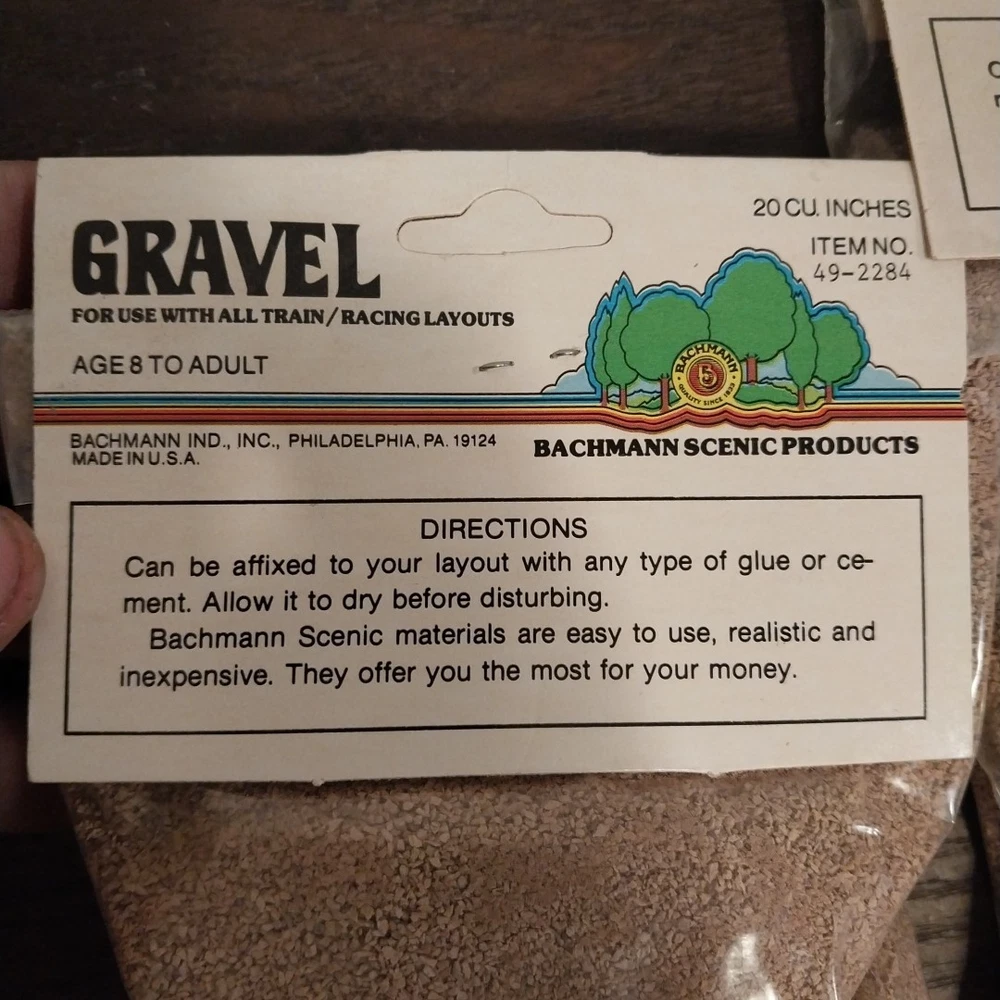 GRAVEL
FOR USE WITH ALL TRAIN/RACING LAYOUTS
AGE 8 TO ADULT
20 CU. INCHES
ITEM NO.
49-2284
BACHMANN
QUALITY SINCE 1833
BACHMANN IND., INC., PHILADELPHIA, PA. 19124
MADE IN U.S.A.
BACHMANN SCENIC PRODUCTS
DIRECTIONS
Can be affixed to your layout with any type of glue or ce-
ment. Allow it to dry before disturbing.
Bachmann Scenic materials are easy to use, realistic and
inexpensive. They offer you the most for your money.